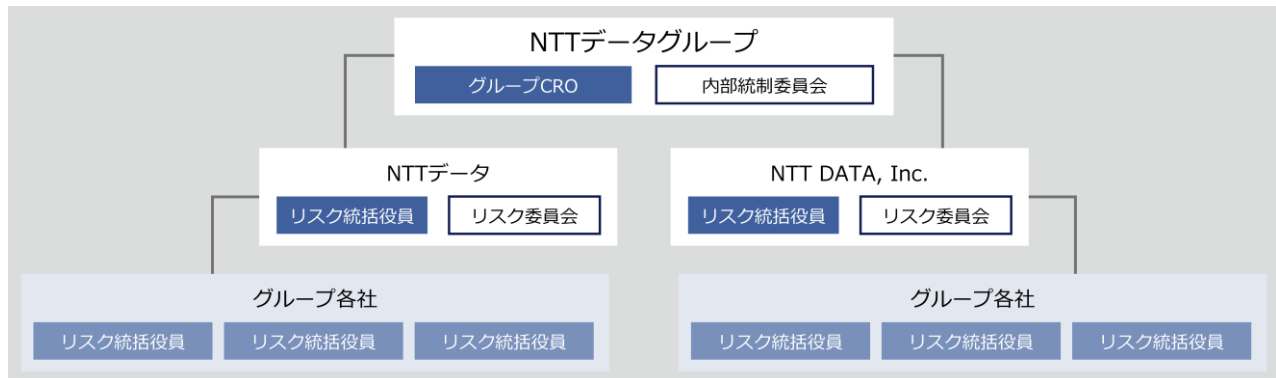 NTTデータグループ
グループCRO 内部統制委員会
NTTデータ NTT DATA, Inc.
リスク統括役員 リスク委員会 リスク統括役員 リスク委員会
グループ各社 グループ各社
リスク統括役員 リスク統括役員 リスク統括役員 リスク統括役員 リスク統括役員 リスク統括役員